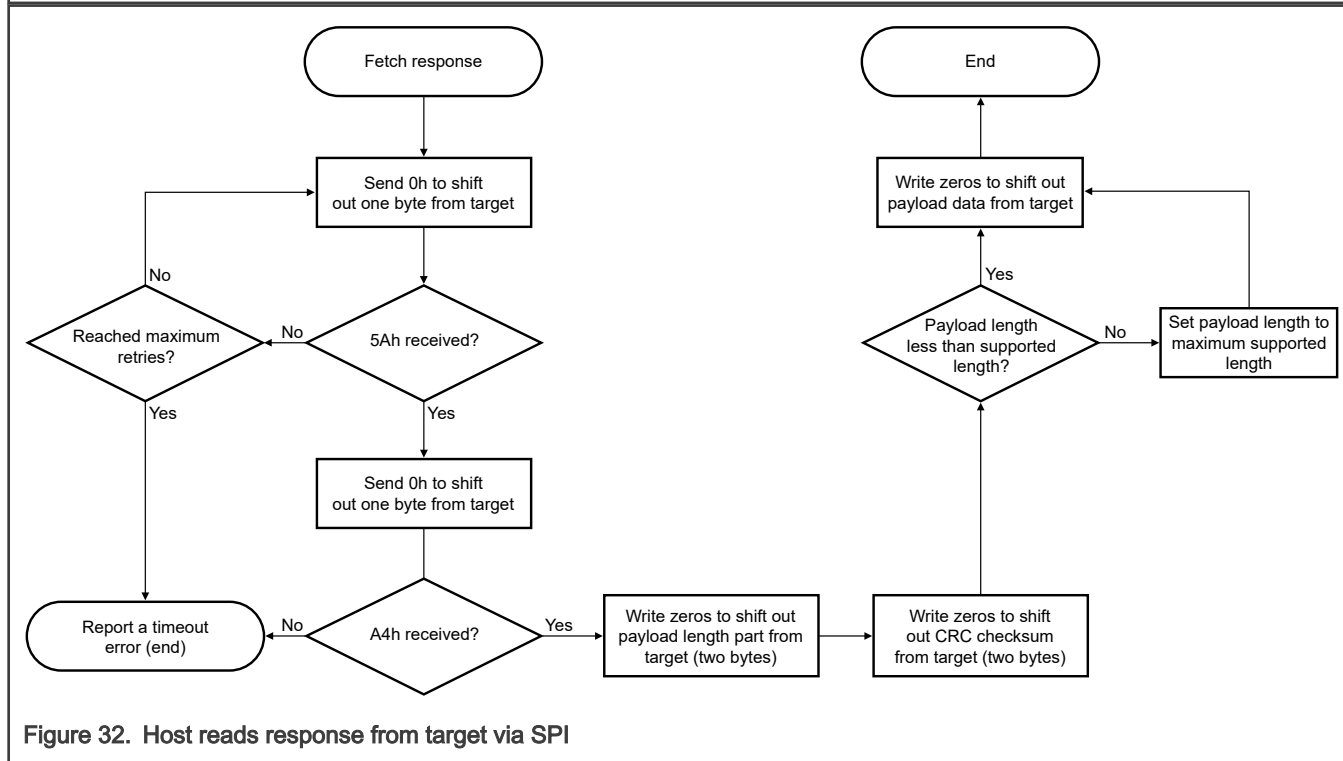 Fetch response
Send 0h to shift
out one byte from target
No
Reached maximum
retries?
No
5Ah received?
Yes
Yes
Send 0h to shift
out one byte from target
Report a timeout
error (end)
No
A4h received?
Yes
Write zeros to shift out
payload length part from
target (two bytes)
Write zeros to shift
out CRC checksum
from target (two bytes)
Payload length
less than supported
length?
No
Set payload length to
maximum supported
length
Yes
Write zeros to shift out
payload data from target
End
Figure 32. Host reads response from target via SPI